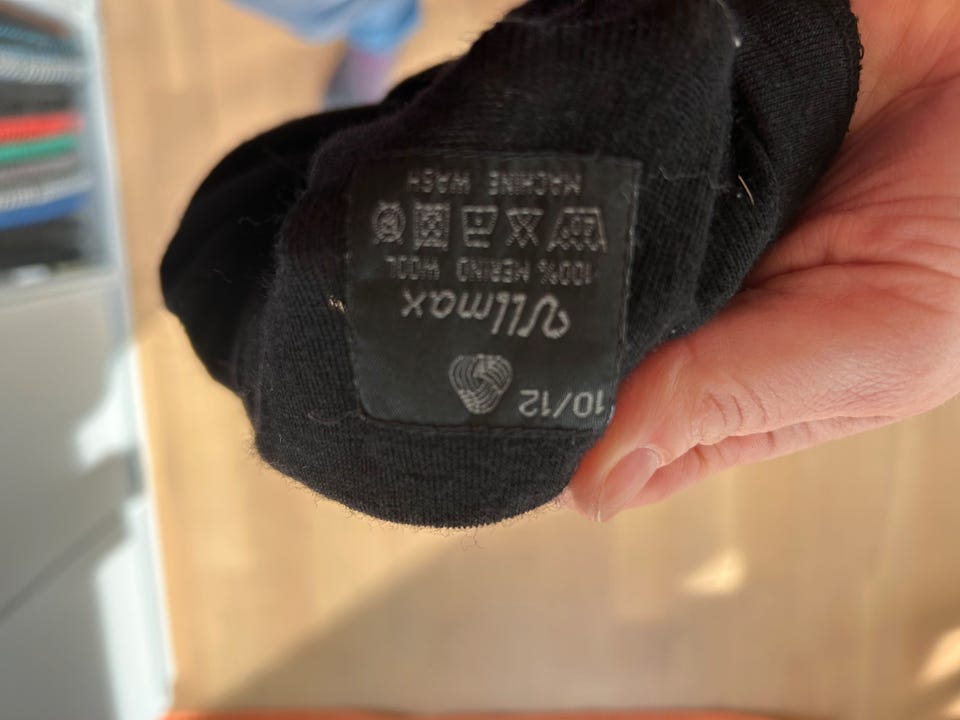 10/12
Ullmax
100% MERINO WOOL
MACHINE WASH